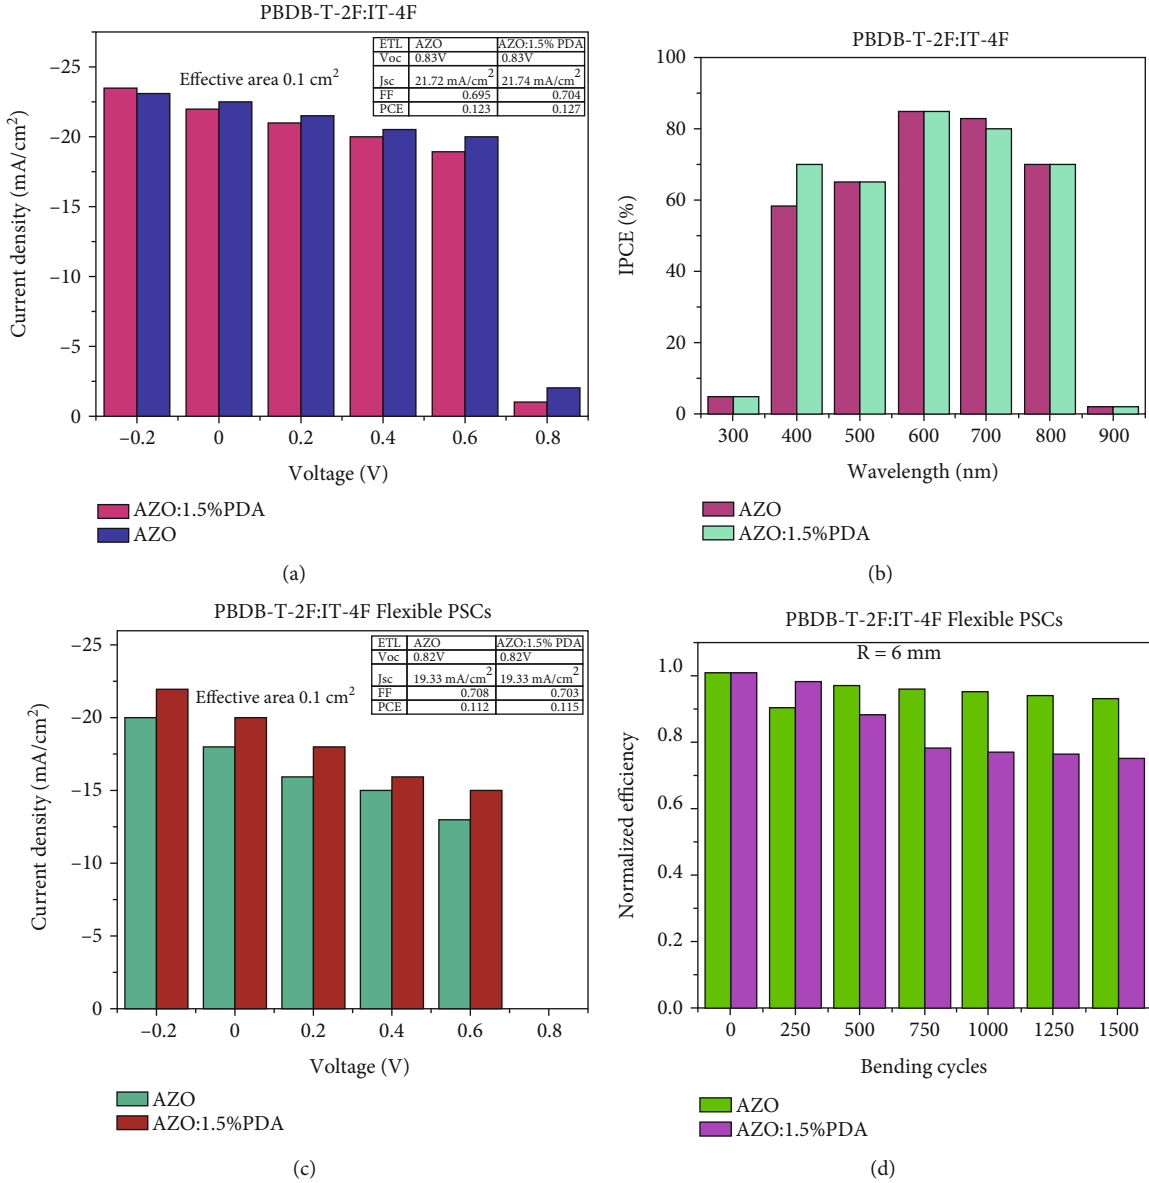 PBDB-T-2F:IT-4F
Effective area 0.1 cm²
ETL AZO AZO:1.5% PDA
Voc 0.83V 0.83V
Jsc 21.72 mA/cm² 21.74 mA/cm²
FF 0.695 0.704
PCE 0.123 0.127
Current density (mA/cm²)
−25
−20
−15
−10
−5
0
−0.2 0 0.2 0.4 0.6 0.8
Voltage (V)
AZO:1.5%PDA
AZO
(a)
PBDB-T-2F:IT-4F
IPCE (%)
100
80
60
40
20
0
300 400 500 600 700 800 900
Wavelength (nm)
AZO
AZO:1.5%PDA
(b)
PBDB-T-2F:IT-4F Flexible PSCs
Effective area 0.1 cm²
ETL AZO AZO:1.5% PDA
Voc 0.82V 0.82V
Jsc 19.33 mA/cm² 19.33 mA/cm²
FF 0.708 0.703
PCE 0.112 0.115
Current density (mA/cm²)
−25
−20
−15
−10
−5
0
−0.2 0 0.2 0.4 0.6 0.8
Voltage (V)
AZO
AZO:1.5%PDA
(c)
PBDB-T-2F:IT-4F Flexible PSCs
R = 6 mm
Normalized efficiency
1.0
0.8
0.6
0.4
0.2
0.0
0 250 500 750 1000 1250 1500
Bending cycles
AZO
AZO:1.5%PDA
(d)